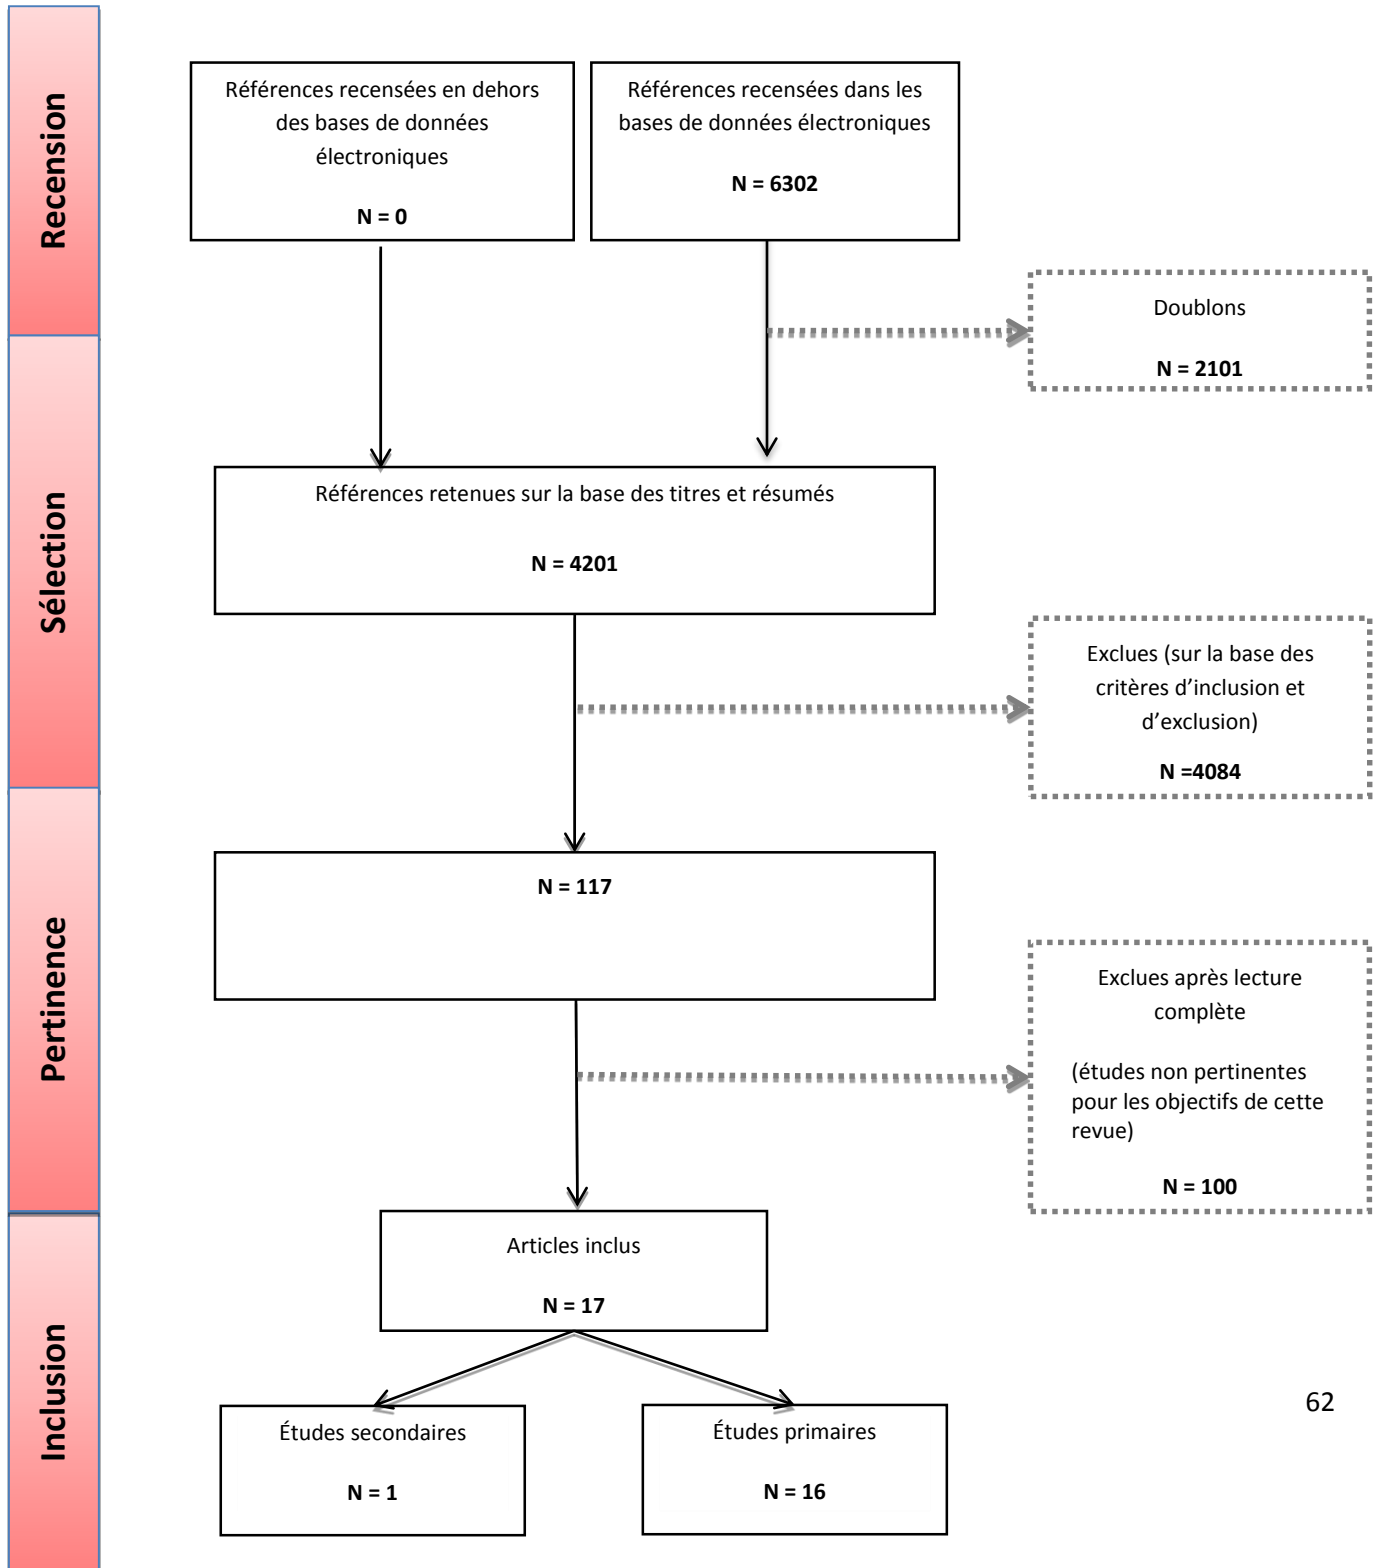 Recension
Références recensées en dehors
des bases de données
électroniques
N = 0
Références recensées dans les
bases de données électroniques
N = 6302
Doublons
N = 2101
Sélection
Références retenues sur la base des titres et résumés
N = 4201
Exclues (sur la base des
critères d’inclusion et
d’exclusion)
N =4084
Pertinence
N = 117
Exclues après lecture
complète
(études non pertinentes
pour les objectifs de cette
revue)
N = 100
Inclusion
Articles inclus
N = 17
Études secondaires
N = 1
Études primaires
N = 16
62